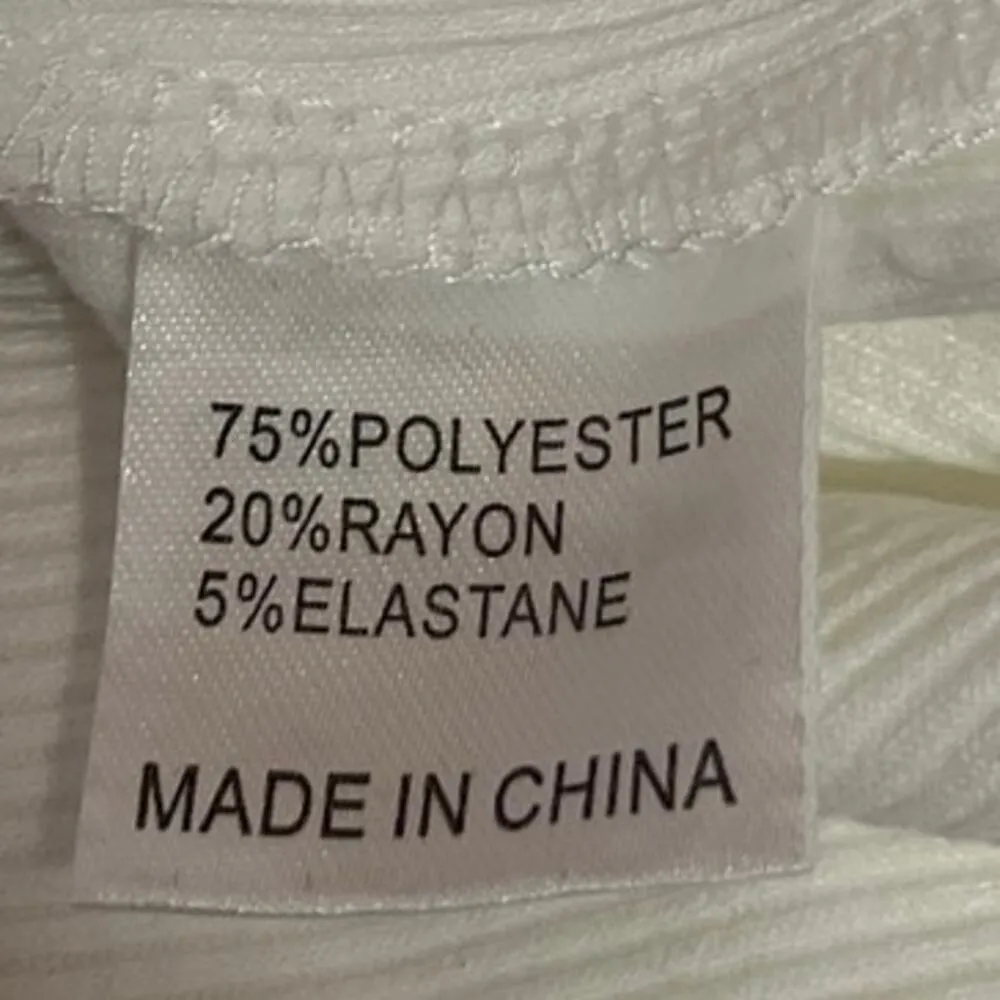 75%POLYESTER
20%RAYON
5%ELASTANE
MADE IN CHINA